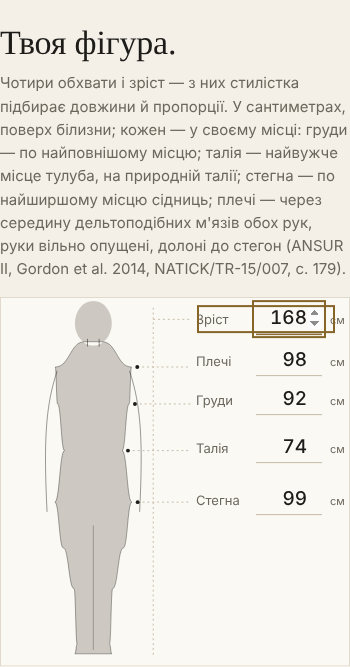 Твоя фігура.
Чотири обхвати і зріст — з них стилістка
підбирає довжини й пропорції. У сантиметрах,
поверх білизни; кожен — у своєму місці: груди
— по найповнішому місцю; талія — найвужче
місце тулуба, на природній талії; стегна — по
найширшому місцю сідниць; плечі — через
середину дельтоподібних м'язів обох рук,
руки вільно опущені, долоні до стегон (ANSUR
II, Gordon et al. 2014, NATICK/TR-15/007, с. 179).
Зріст 168 см
Плечі 98 см
Груди 92 см
Талія 74 см
Стегна 99 см